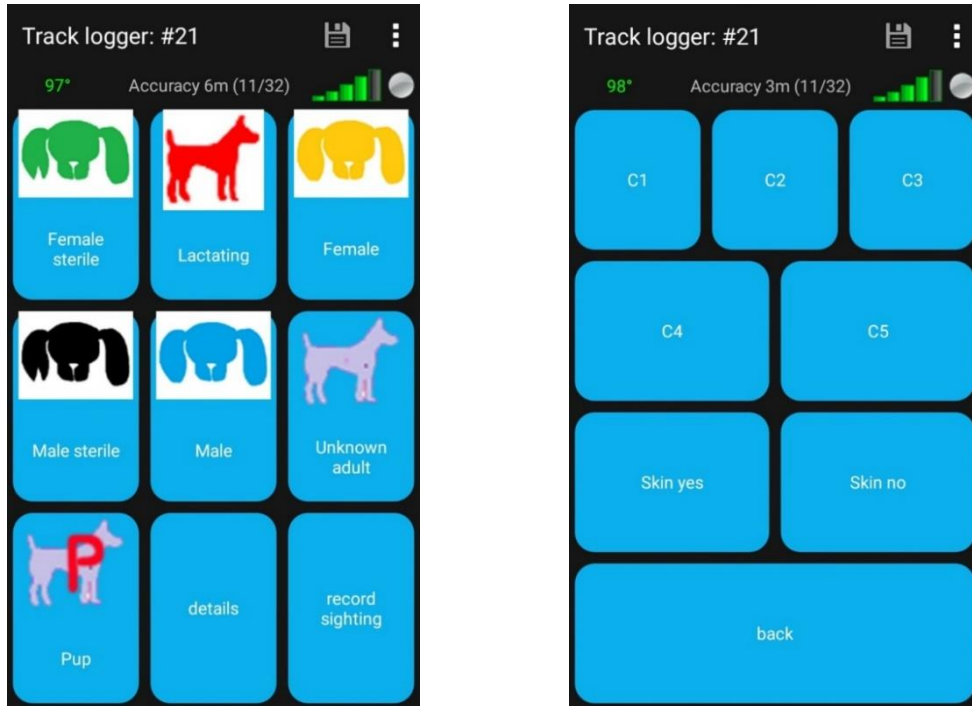 Track logger: #21
97°
Accuracy 6m (11/32)
Female
sterile
Lactating
Female
Male sterile
Male
Unknown
adult
P
Pup
details
record
sighting
Track logger: #21
98°
Accuracy 3m (11/32)
C1
C2
C3
C4
C5
Skin yes
Skin no
back